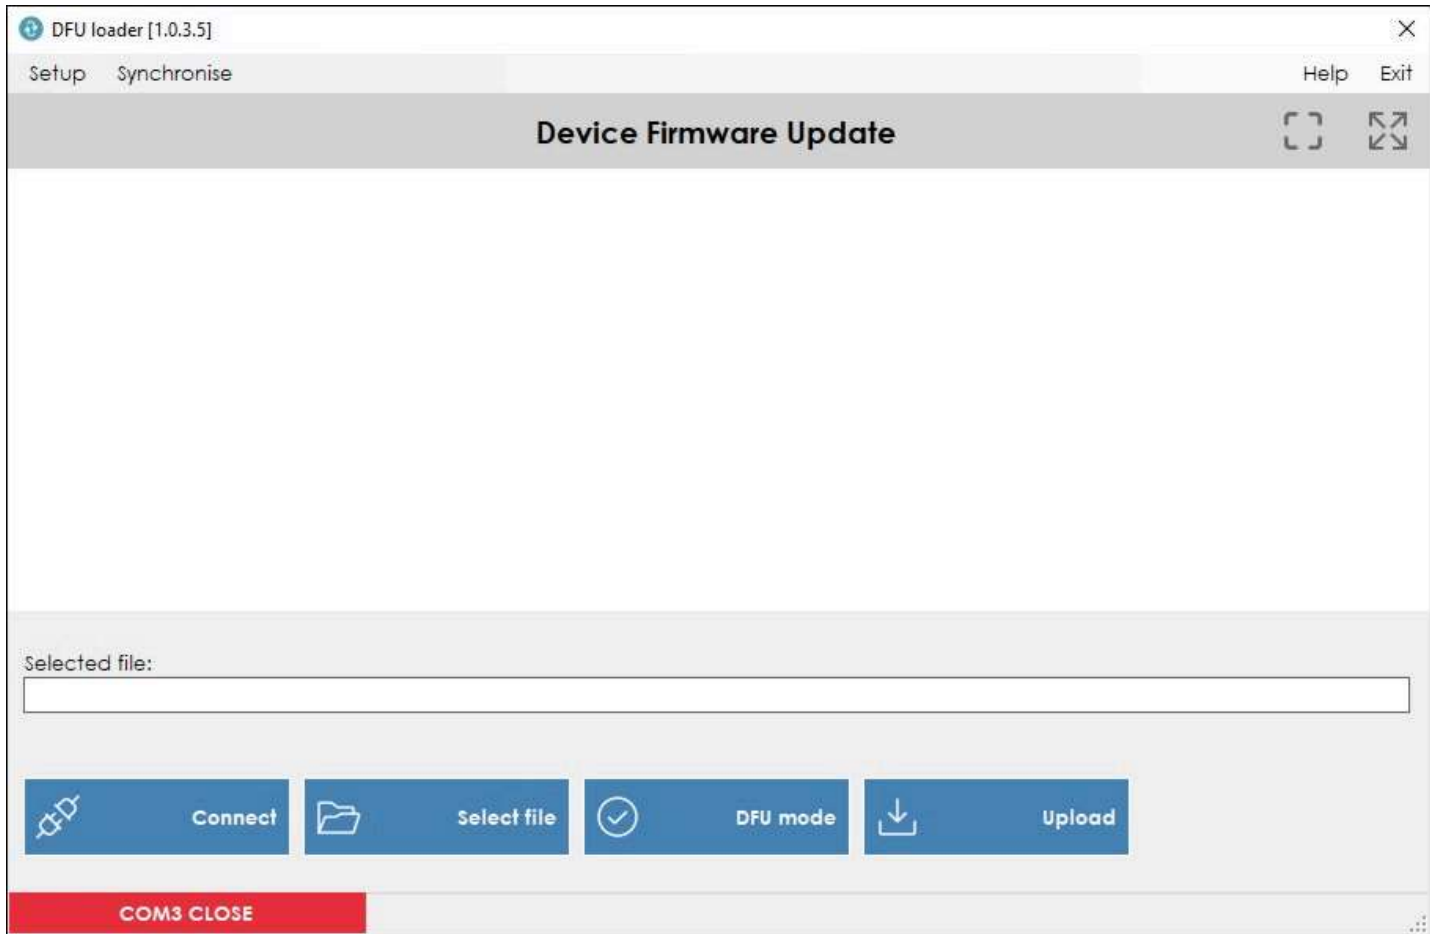 DFU loader [1.0.3.5]
Setup Synchronise Help Exit
Device Firmware Update
Selected file:
Connect Select file DFU mode Upload
COM3 CLOSE